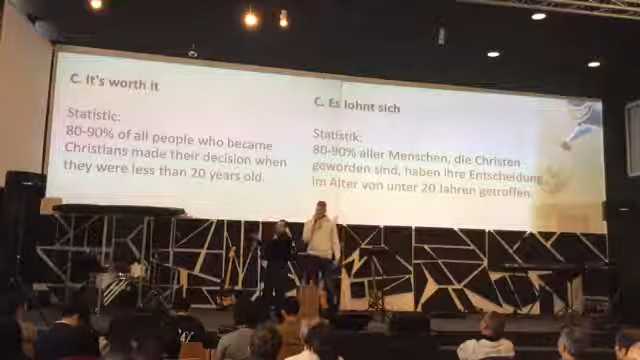 C. It's worth it
Statistic:
80-90% of all people who became
Christians made their decision when
they were less than 20 years old.
C. Es lohnt sich
Statistik:
80-90% aller Menschen, die Christen
geworden sind, haben ihre Entscheidung
im Alter von unter 20 Jahren getroffen.